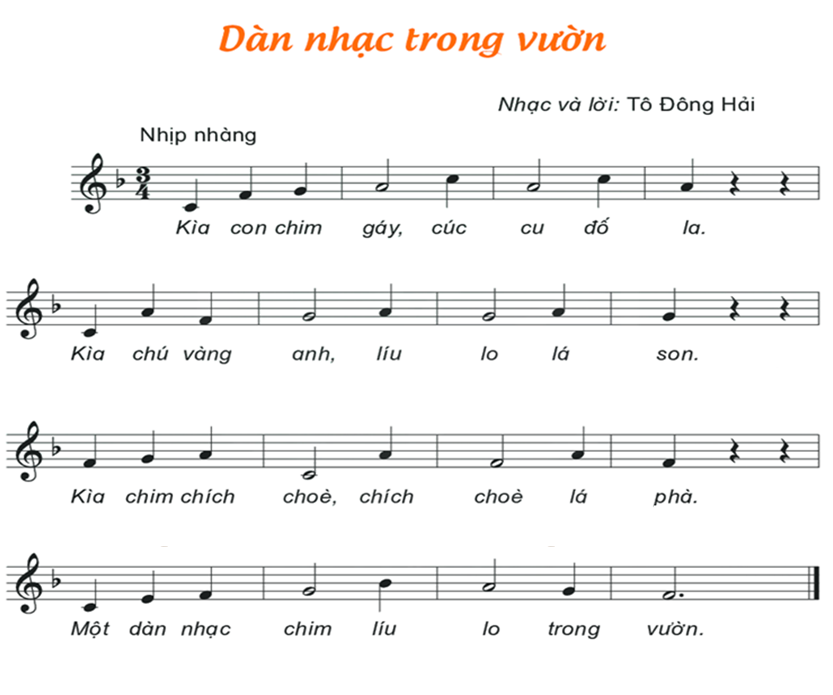 Dàn nhạc trong vườn
Nhạc và lời: Tô Đông Hải
Nhịp nhàng
3
4
Kìa con chim gáy, cúc cu đố la.
Kìa chú vàng anh, líu lo lá son.
Kìa chim chích choè, chích choè lá phà.
Một dàn nhạc chim líu lo trong vườn.